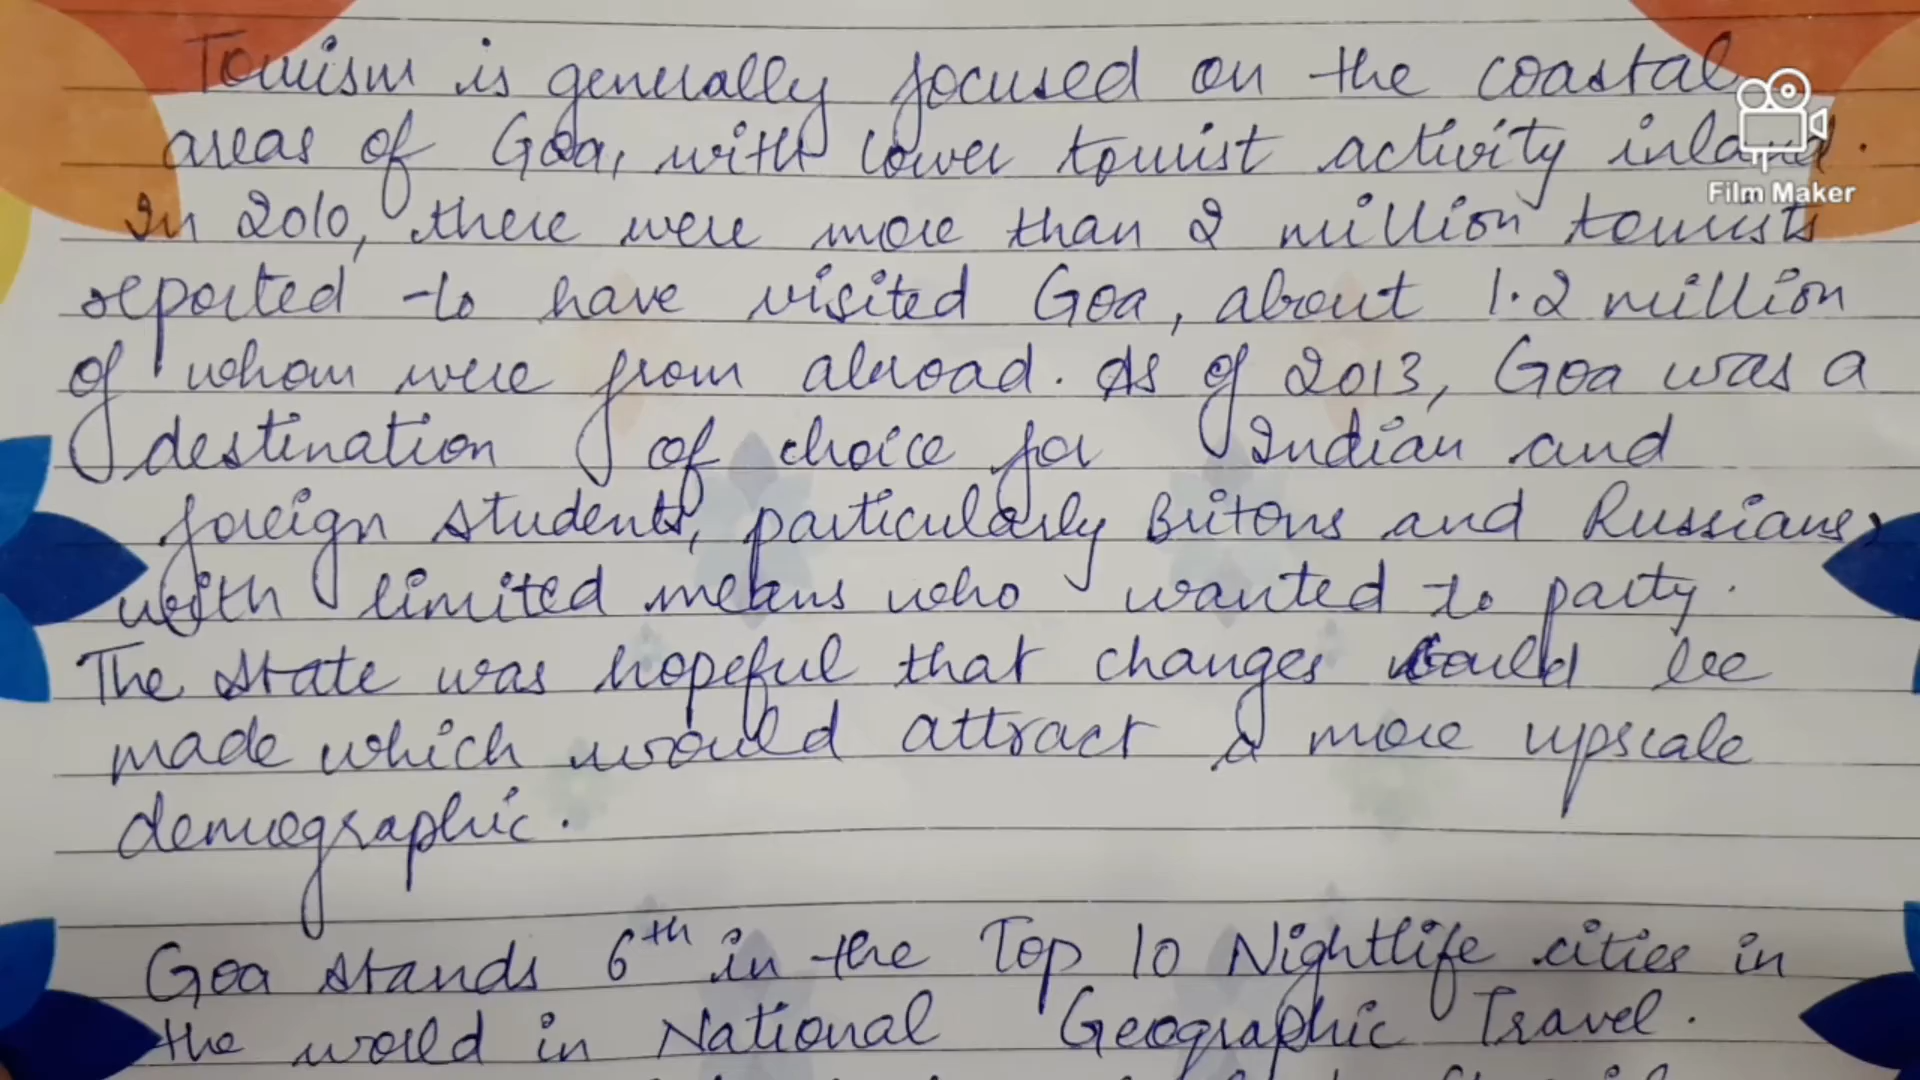 Tourism is generally focused on the coastal
areas of Goa, with lower tourist activity inland.
Film Maker
In 2010, there were more than 2 million tourists
reported to have visited Goa, about 1.2 million
of whom were from abroad. As of 2013, Goa was a
destination of choice for Indian and
foreign students, particularly Britons and Russians,
with limited means who wanted to party.
The State was hopeful that changes could be
made which would attract a more upscale
demographic.
Goa stands 6th in the Top 10 Nightlife cities in
the world in National Geographic Travel.